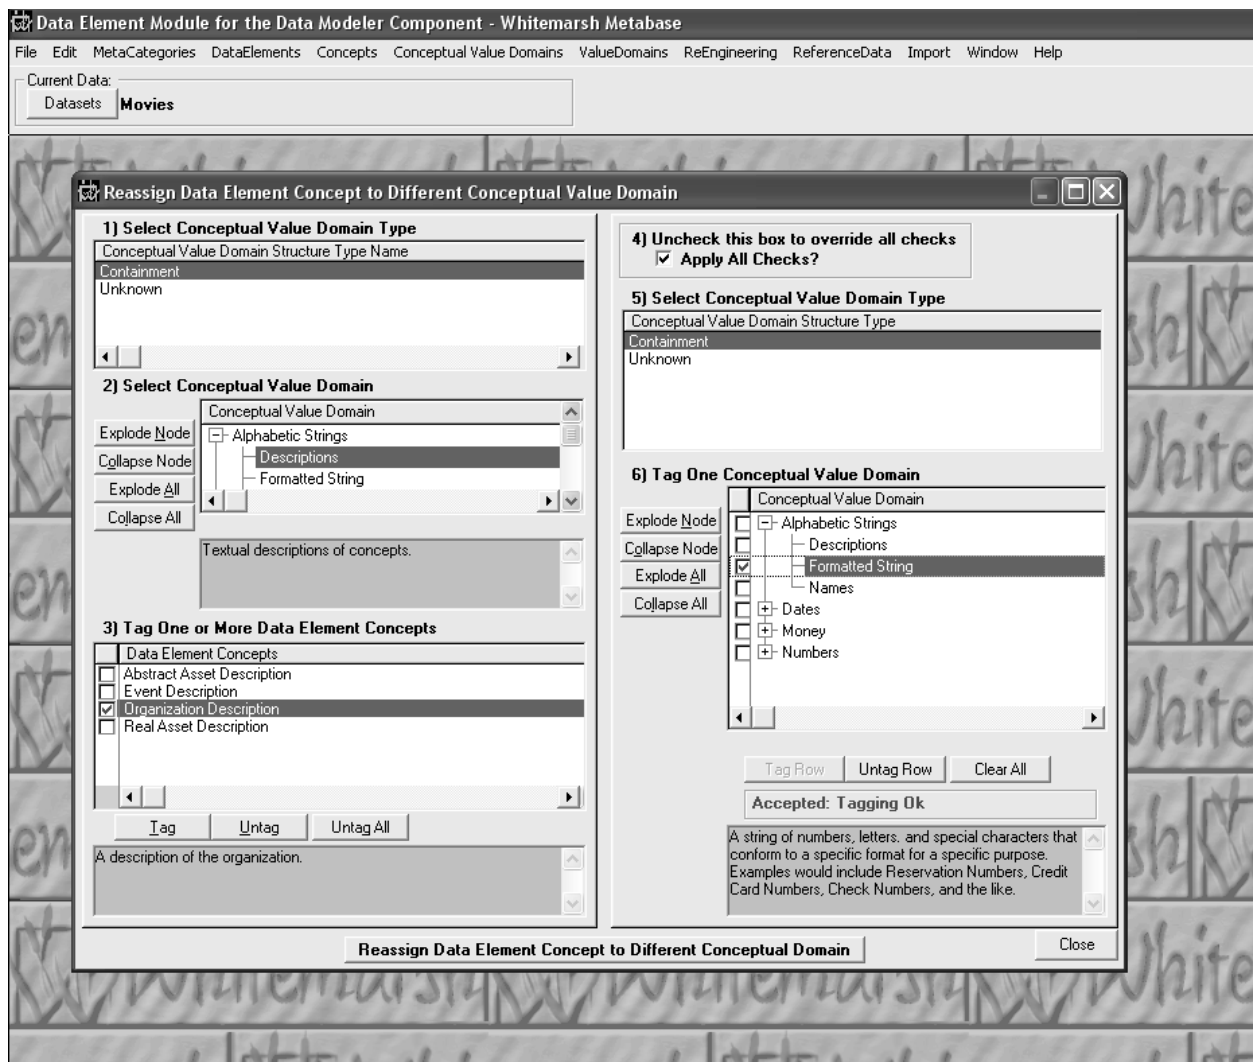 Data Element Module for the Data Modeler Component - Whitemarsh Metabase
File Edit MetaCategories DataElements Concepts Conceptual Value Domains ValueDomains ReEngineering ReferenceData Import Window Help
Current Data:
Datasets Movies
Reassign Data Element Concept to Different Conceptual Value Domain
1) Select Conceptual Value Domain Type
Conceptual Value Domain Structure Type Name
Containment
Unknown
2) Select Conceptual Value Domain
Conceptual Value Domain
Explode Node
Collapse Node
Explode All
Collapse All
Alphabetic Strings
Descriptions
Formatted String
Textual descriptions of concepts.
3) Tag One or More Data Element Concepts
Data Element Concepts
Abstract Asset Description
Event Description
Organization Description
Real Asset Description
Tag Untag Untag All
A description of the organization.
4) Uncheck this box to override all checks
Apply All Checks?
5) Select Conceptual Value Domain Type
Conceptual Value Domain Structure Type
Containment
Unknown
6) Tag One Conceptual Value Domain
Conceptual Value Domain
Explode Node
Collapse Node
Explode All
Collapse All
Alphabetic Strings
Descriptions
Formatted String
Names
Dates
Money
Numbers
Tag Row Untag Row Clear All
Accepted: Tagging Ok
A string of numbers, letters. and special characters that
conform to a specific format for a specific purpose.
Examples would include Reservation Numbers, Credit
Card Numbers, Check Numbers, and the like.
Reassign Data Element Concept to Different Conceptual Domain
Close
Whitemarsh